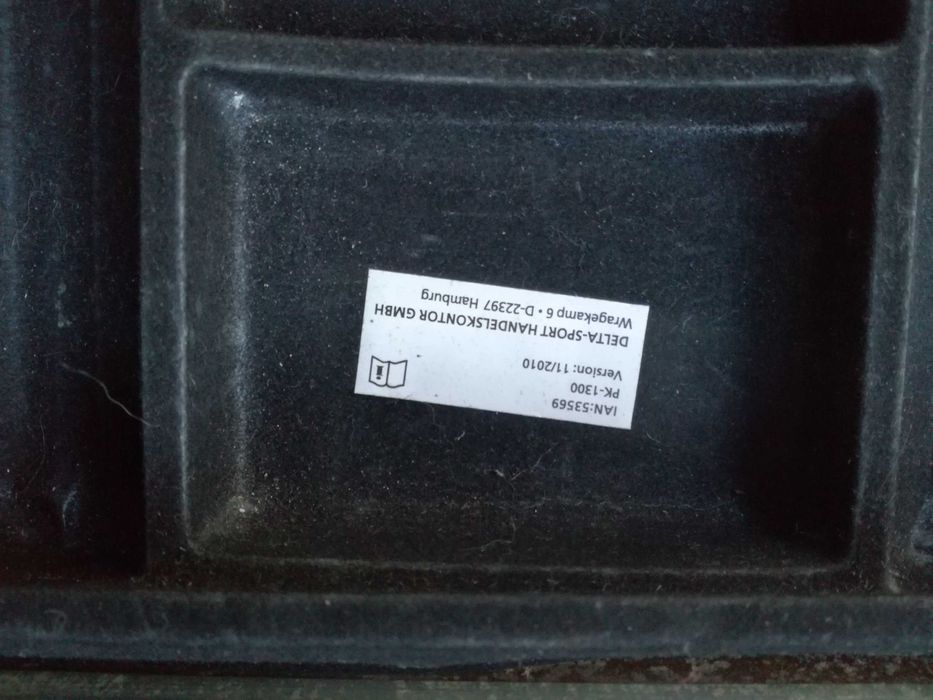 IAN:53569
PK-1300
Version: 11/2010
DELTA-SPORT HANDELSKONTOR GMBH
Wragekamp 6 • D-22397 Hamburg